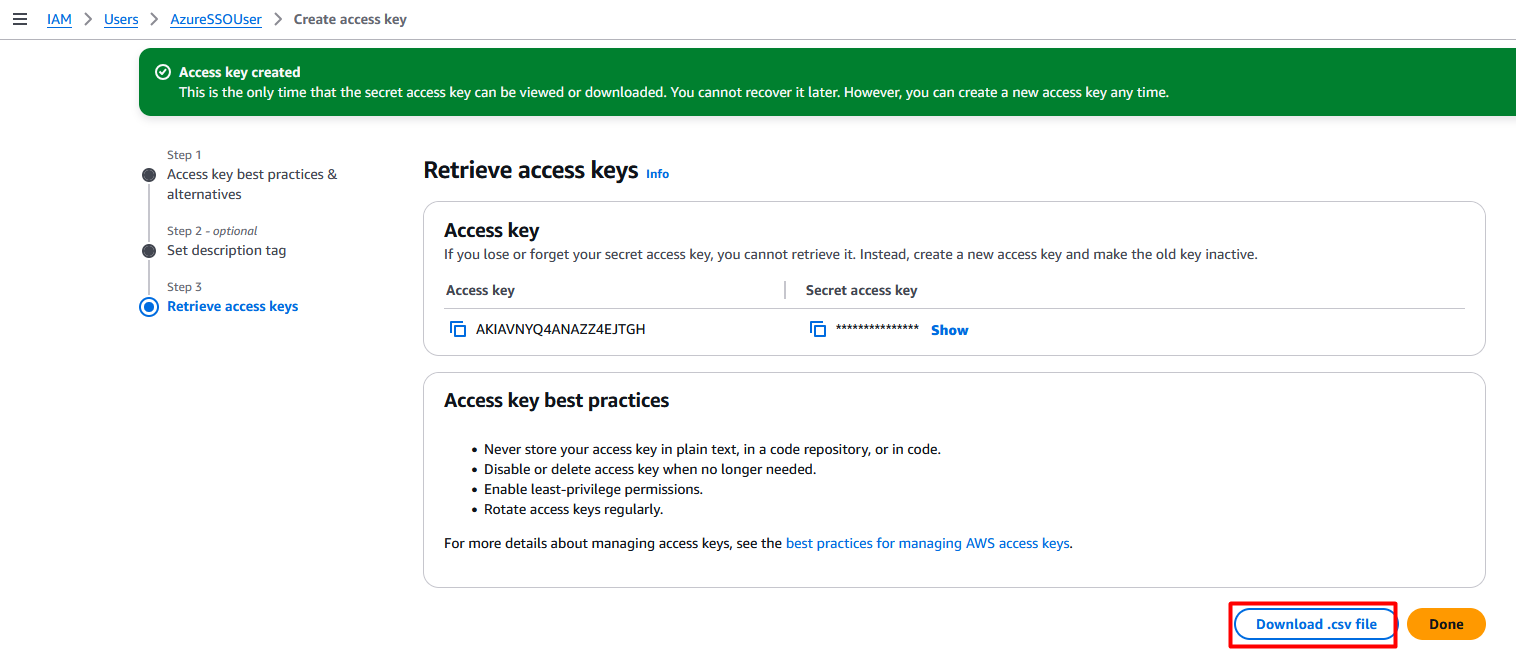 IAM > Users > AzureSSOUser > Create access key
Access key created
This is the only time that the secret access key can be viewed or downloaded. You cannot recover it later. However, you can create a new access key any time.
Step 1
Access key best practices &
alternatives
Step 2 - optional
Set description tag
Step 3
Retrieve access keys
Retrieve access keys Info
Access key
If you lose or forget your secret access key, you cannot retrieve it. Instead, create a new access key and make the old key inactive.
Access key Secret access key
AKIAVNYQ4ANAZZ4EJTGH *************** Show
Access key best practices
• Never store your access key in plain text, in a code repository, or in code.
• Disable or delete access key when no longer needed.
• Enable least-privilege permissions.
• Rotate access keys regularly.
For more details about managing access keys, see the best practices for managing AWS access keys.
Download .csv file Done